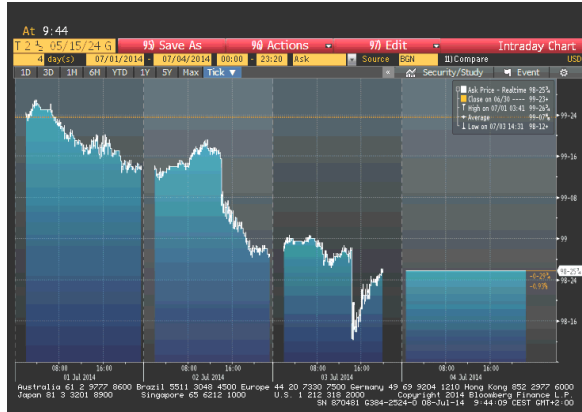 At 9:44
T 2 ½ 05/15/24 G 95) Save As 96) Actions 97) Edit Intraday Chart
4 day(s) 07/01/2014 - 07/04/2014 00:00 - 23:20 Ask Source BGN 11) Compare USD
1D 3D 1M 6M YTD 1Y 5Y Max Tick ▼ « Security/Study Event
Ask Price - Realtime 98-25¾
Close on 06/30 ---- 99-23+
High on 07/01 03:41 99-26¾
Average 99-07¾
Low on 07/03 14:31 98-12+
99-24
99-16
99-08
99
98-25¾
-0-29¾
-0.93%
98-24
98-16
08:00 16:00 08:00 16:00 08:00 16:00 08:00 16:00
01 Jul 2014 02 Jul 2014 03 Jul 2014 04 Jul 2014
Australia 61 2 9777 8600 Brazil 5511 3048 4500 Europe 44 20 7330 7500 Germany 49 69 9204 1210 Hong Kong 852 2977 6000
Japan 81 3 3201 8900 Singapore 65 6212 1000 U.S. 1 212 318 2000 Copyright 2014 Bloomberg Finance L.P.
SN 870481 G384-2524-0 08-Jul-14 9:44:09 CEST GMT+2:00